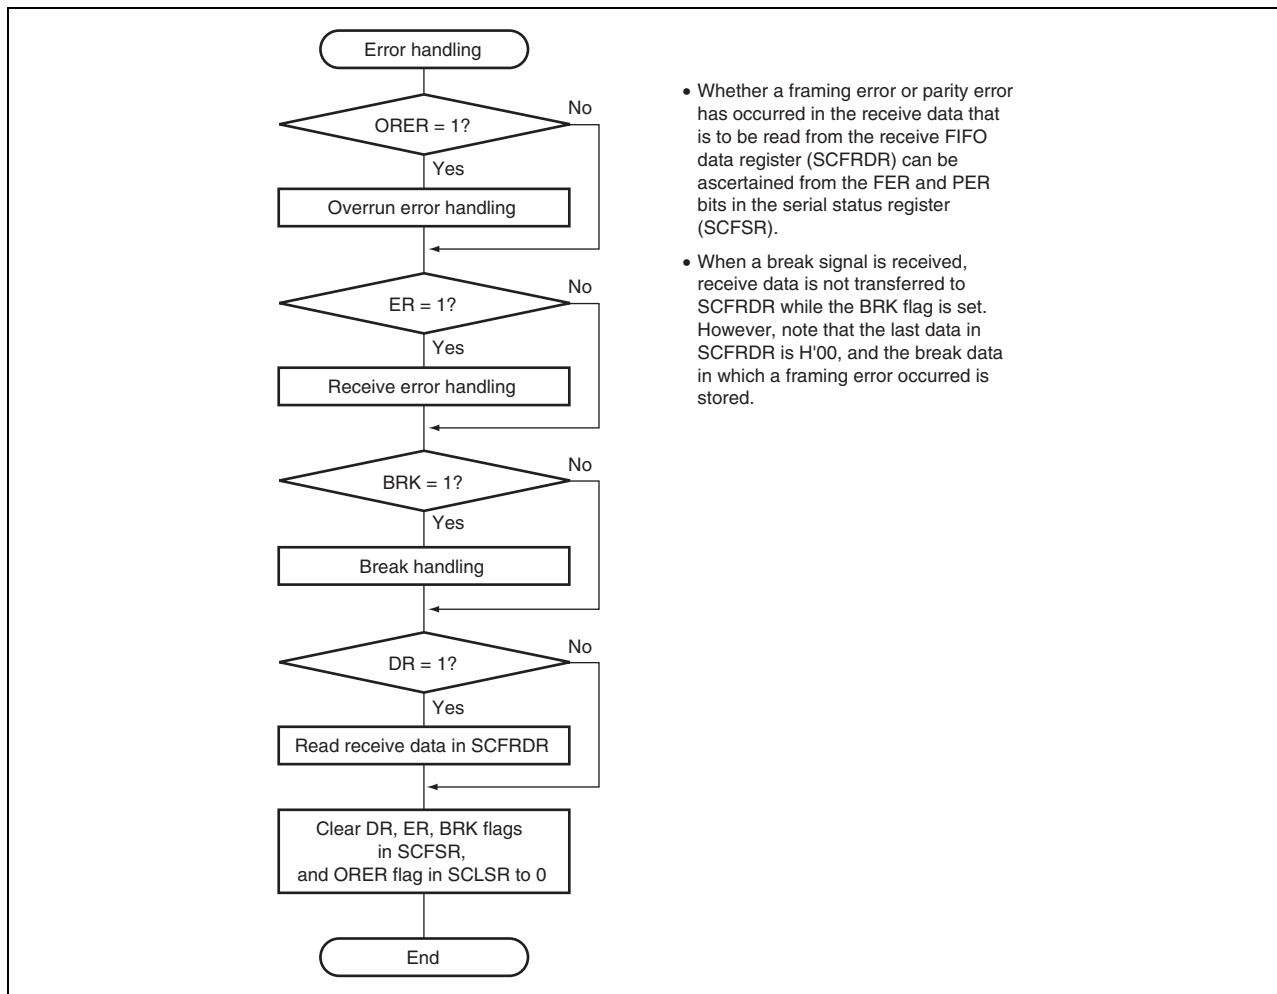 Error handling
ORER = 1?
No
Yes
Overrun error handling
ER = 1?
No
Yes
Receive error handling
BRK = 1?
No
Yes
Break handling
DR = 1?
No
Yes
Read receive data in SCFRDR
Clear DR, ER, BRK flags
in SCFSR,
and ORER flag in SCLSR to 0
End
• Whether a framing error or parity error
has occurred in the receive data that
is to be read from the receive FIFO
data register (SCFRDR) can be
ascertained from the FER and PER
bits in the serial status register
(SCFSR).
• When a break signal is received,
receive data is not transferred to
SCFRDR while the BRK flag is set.
However, note that the last data in
SCFRDR is H'00, and the break data
in which a framing error occurred is
stored.